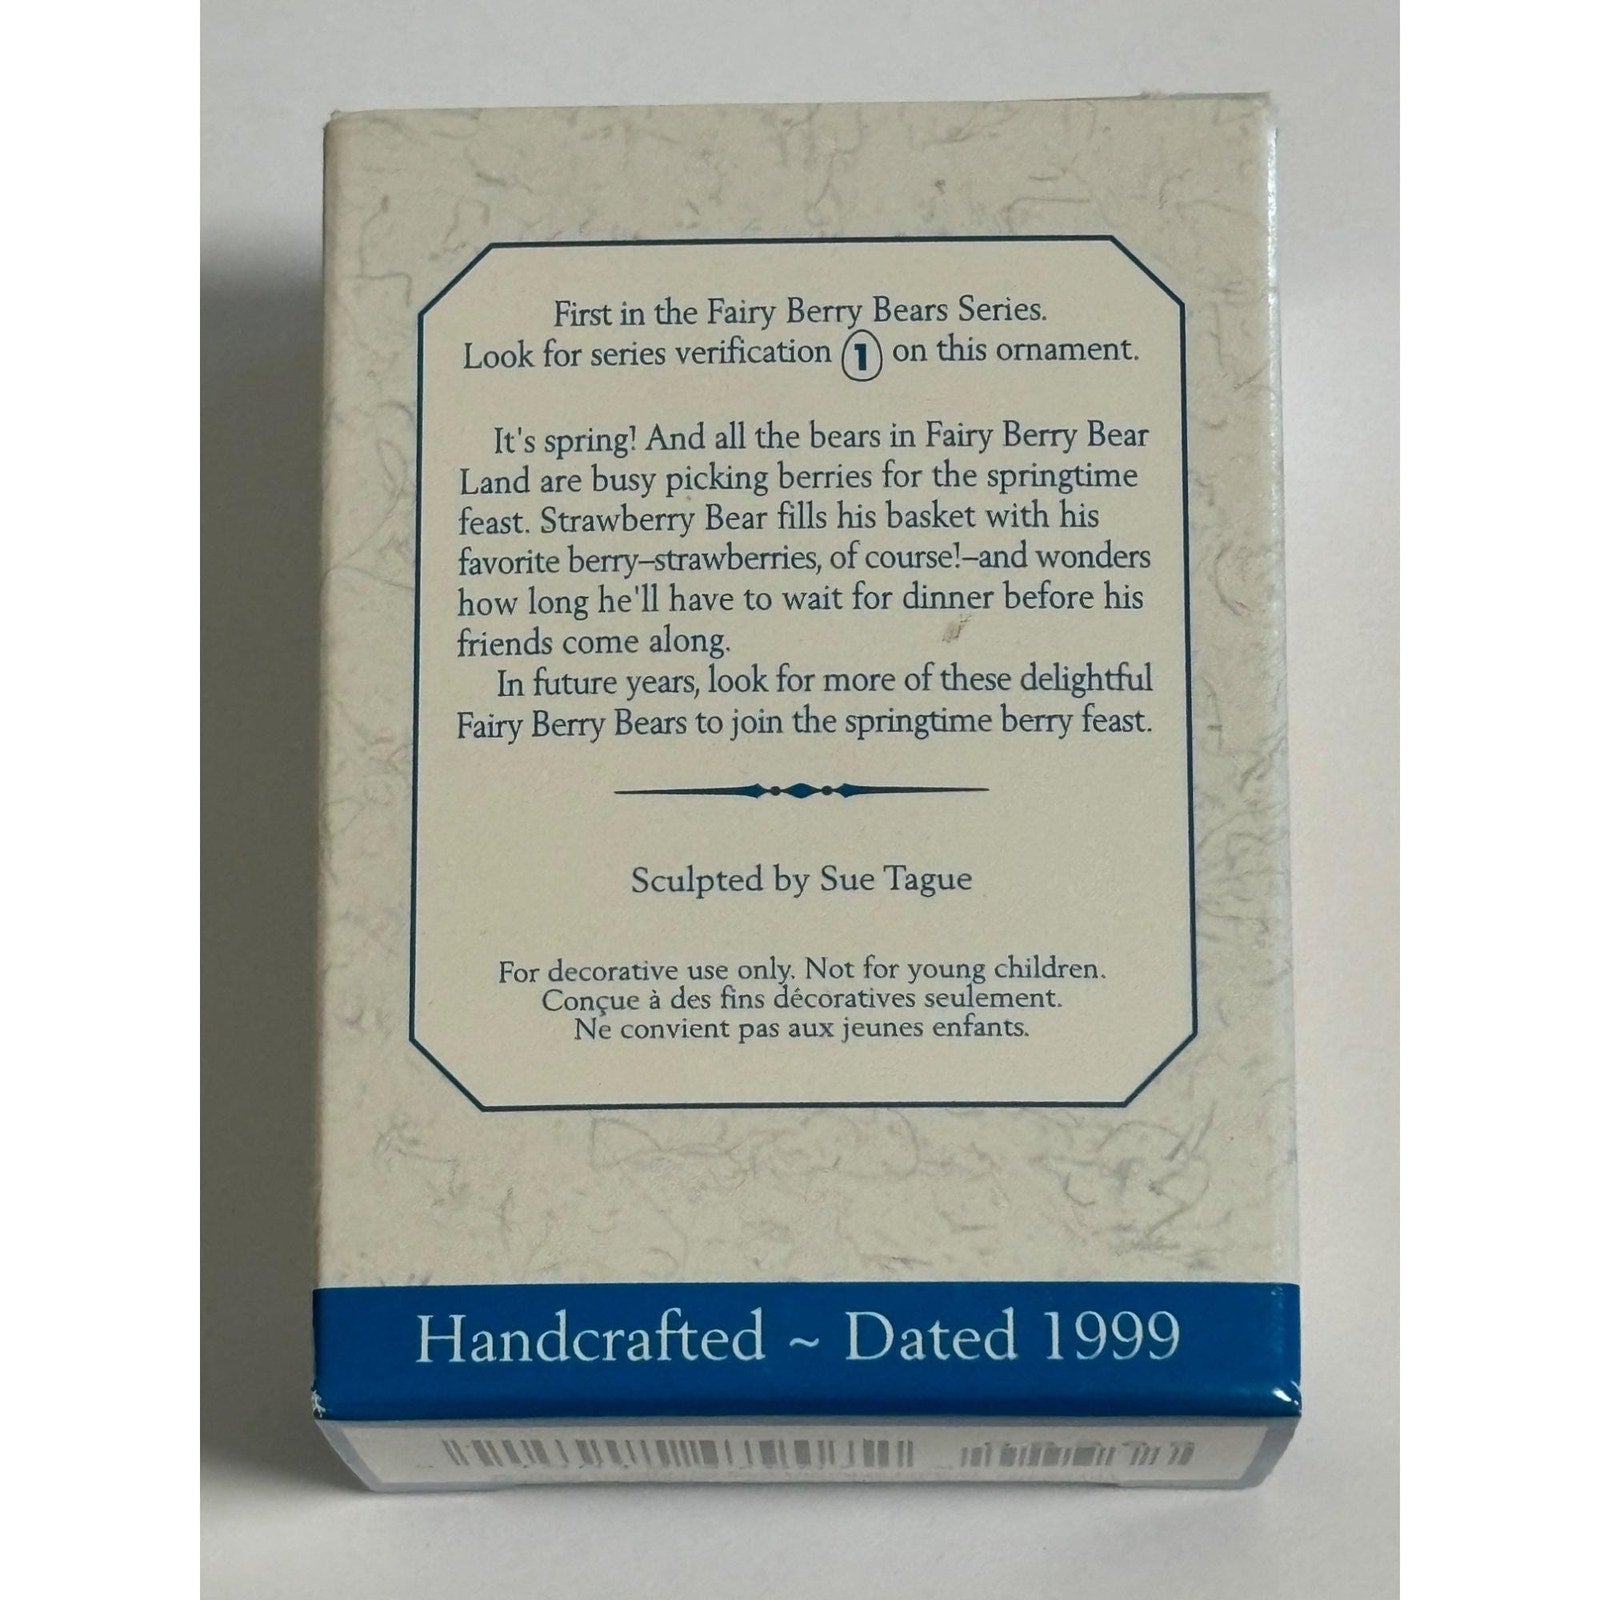 First in the Fairy Berry Bears Series.
Look for series verification 1 on this ornament.
It's spring! And all the bears in Fairy Berry Bear
Land are busy picking berries for the springtime
feast. Strawberry Bear fills his basket with his
favorite berry–strawberries, of course!–and wonders
how long he'll have to wait for dinner before his
friends come along.
In future years, look for more of these delightful
Fairy Berry Bears to join the springtime berry feast.
Sculpted by Sue Tague
For decorative use only. Not for young children.
Conçue à des fins décoratives seulement.
Ne convient pas aux jeunes enfants.
Handcrafted ~ Dated 1999